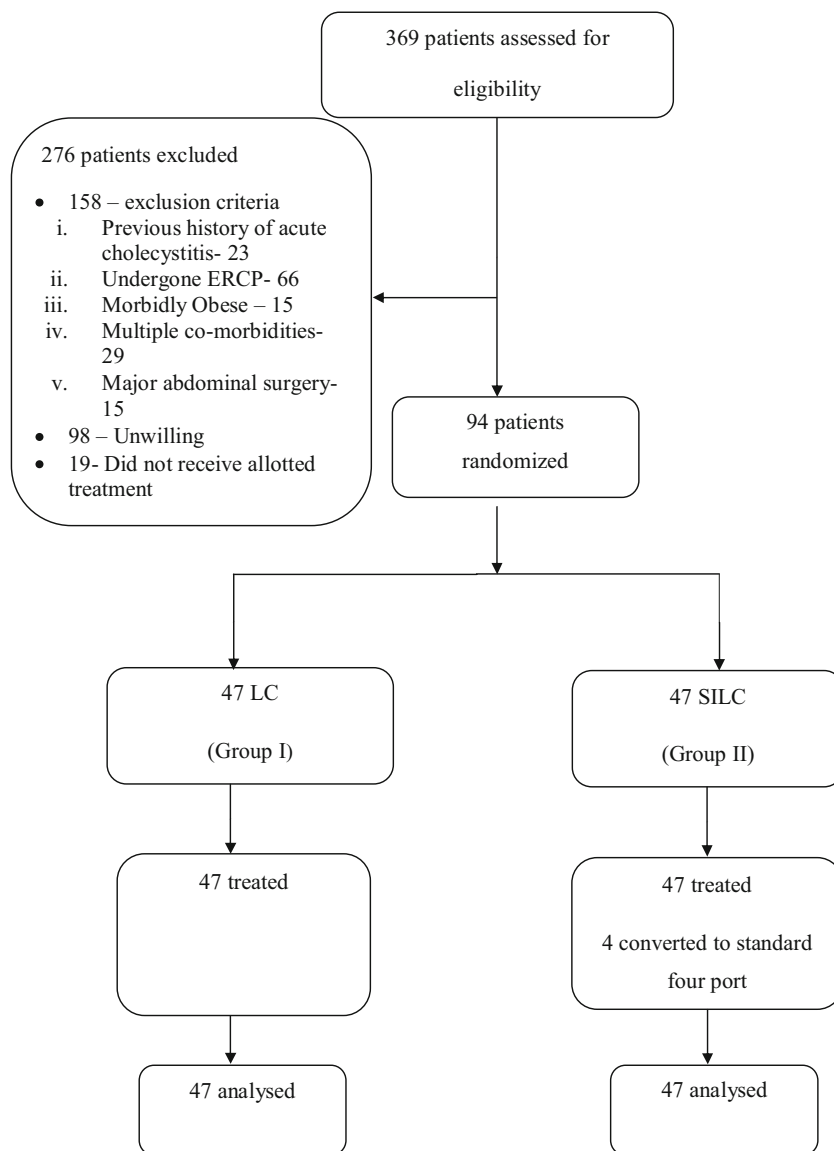 369 patients assessed for
eligibility
276 patients excluded
• 158 – exclusion criteria
i. Previous history of acute
cholecystitis- 23
ii. Undergone ERCP- 66
iii. Morbidly Obese – 15
iv. Multiple co-morbidities-
29
v. Major abdominal surgery-
15
• 98 – Unwilling
• 19- Did not receive allotted
treatment
94 patients
randomized
47 LC
(Group I)
47 SILC
(Group II)
47 treated
47 treated
4 converted to standard
four port
47 analysed
47 analysed